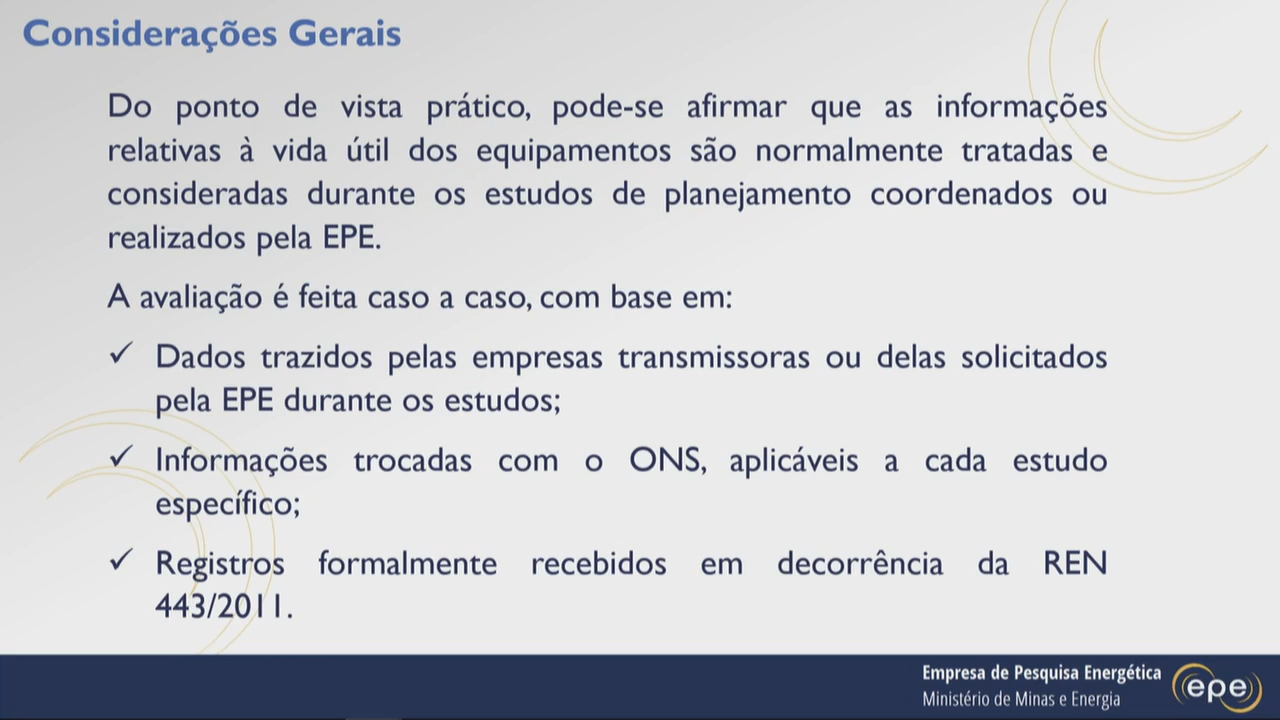 Considerações Gerais
Do ponto de vista prático, pode-se afirmar que as informações
relativas à vida útil dos equipamentos são normalmente tratadas e
consideradas durante os estudos de planejamento coordenados ou
realizados pela EPE.
A avaliação é feita caso a caso, com base em:
✓ Dados trazidos pelas empresas transmissoras ou delas solicitados
pela EPE durante os estudos;
✓ Informações trocadas com o ONS, aplicáveis a cada estudo
específico;
✓ Registros formalmente recebidos em decorrência da REN
443/2011.
Empresa de Pesquisa Energética
Ministério de Minas e Energia
epe